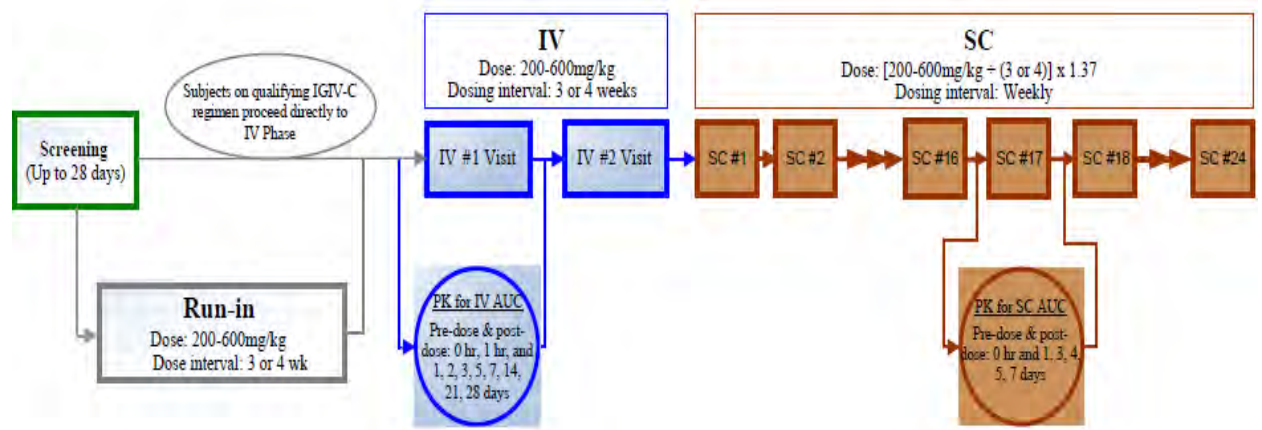 IV
Dose: 200-600mg/kg
Dosing interval: 3 or 4 weeks
SC
Dose: [200-600mg/kg ÷ (3 or 4)] x 1.37
Dosing interval: Weekly
Subjects on qualifying IGIV-C
regimen proceed directly to
IV Phase
Screening
(Up to 28 days)
IV #1 Visit
IV #2 Visit
SC #1
SC #2
SC #16
SC #17
SC #18
SC #24
Run-in
Dose: 200-600mg/kg
Dose interval: 3 or 4 wk
PK for IV AUC
Pre-dose & post-
dose: 0 hr, 1 hr, and
1, 2, 3, 5, 7, 14,
21, 28 days
PK for SC AUC
Pre-dose & post-
dose: 0 hr and 1, 3, 4,
5, 7 days